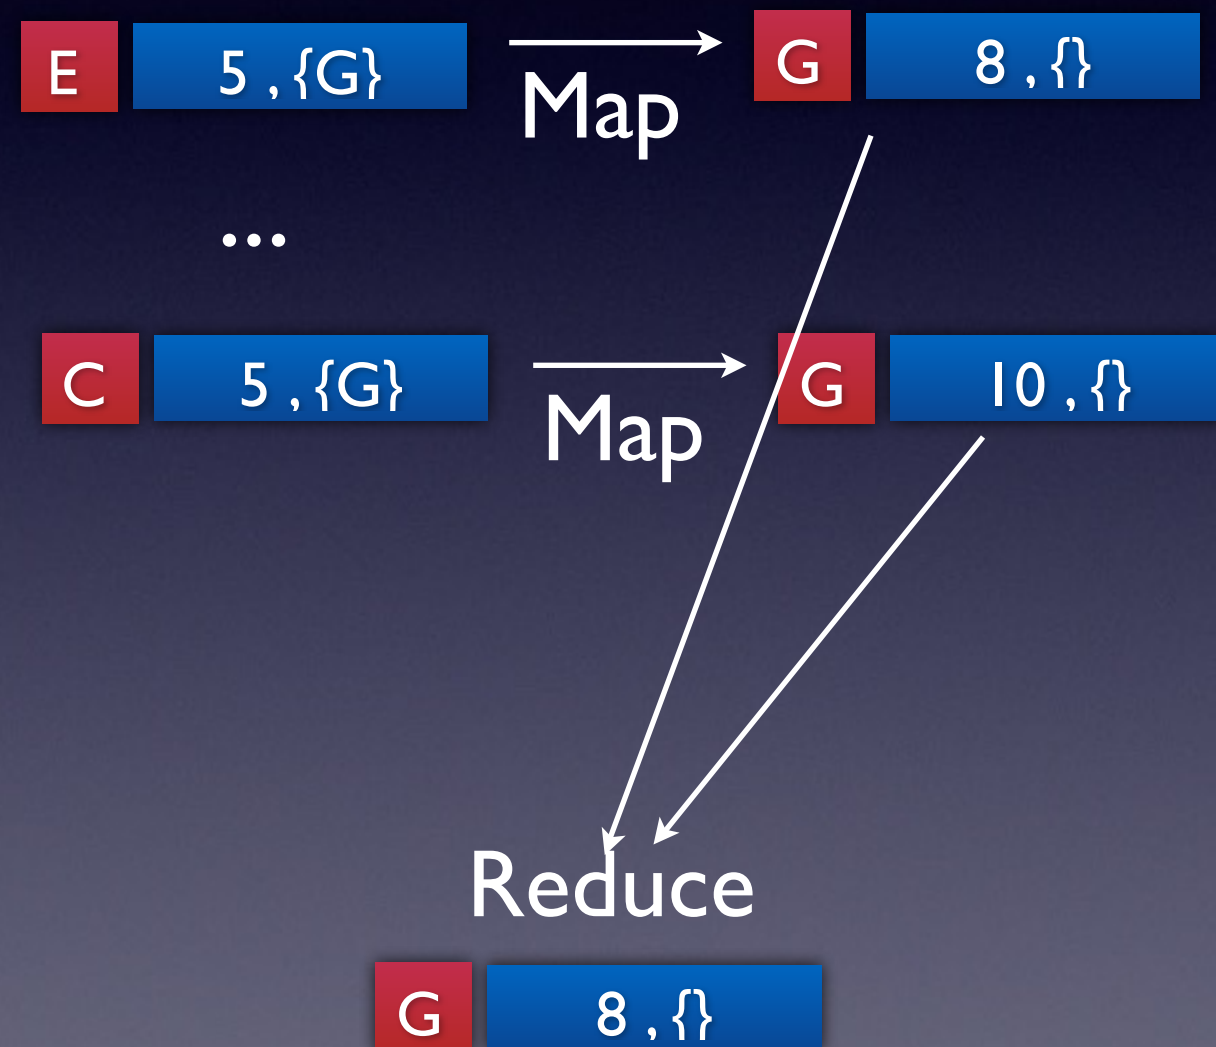 E 5 , {G} Map G 8 , {}
...
C 5 , {G} Map G 10 , {}
Reduce
G 8 , {}